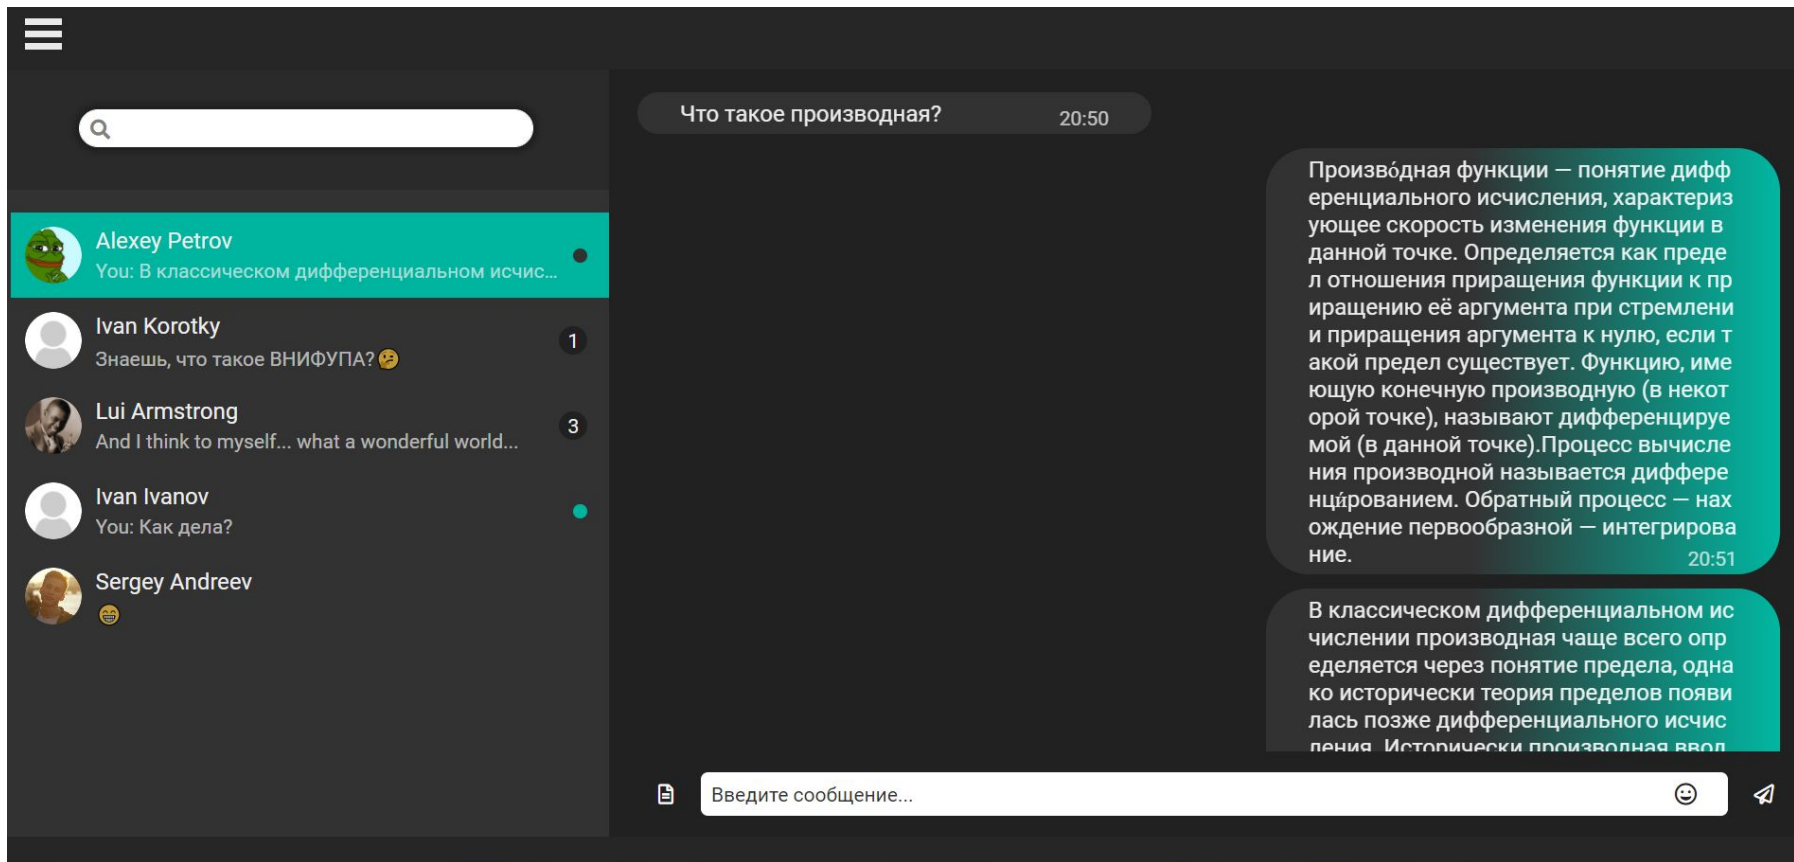 Alexey Petrov
You: В классическом дифференциальном исчис...
Ivan Korotky
Знаешь, что такое ВНИФУПА?🤔
1
Lui Armstrong
And I think to myself... what a wonderful world...
3
Ivan Ivanov
You: Как дела?
Sergey Andreev
😁
Что такое производная? 20:50
Произво́дная функции — понятие дифф
еренциального исчисления, характериз
ующее скорость изменения функции в
данной точке. Определяется как преде
л отношения приращения функции к пр
иращению её аргумента при стремлени
и приращения аргумента к нулю, если т
акой предел существует. Функцию, име
ющую конечную производную (в некот
орой точке), называют дифференцируе
мой (в данной точке).Процесс вычисле
ния производной называется диффере
нци́рованием. Обратный процесс — нах
ождение первообразной — интегрирова
ние. 20:51
В классическом дифференциальном ис
числении производная чаще всего опр
еделяется через понятие предела, одна
ко исторически теория пределов появи
лась позже дифференциального исчис
ления. Исторически производная ввод
Введите сообщение...